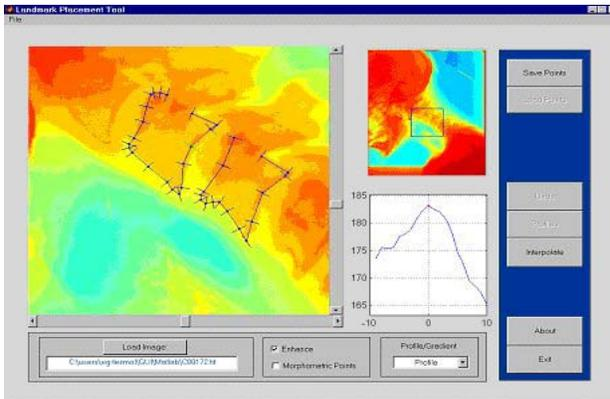 Landmark Placement Tool
File
Save Points
Load Points
185
180
175
170
165
-10 0 10
Interpolate
Load Image:
Enhance
Morphometric Points
Profile/Gradient
Profile
About
Exit